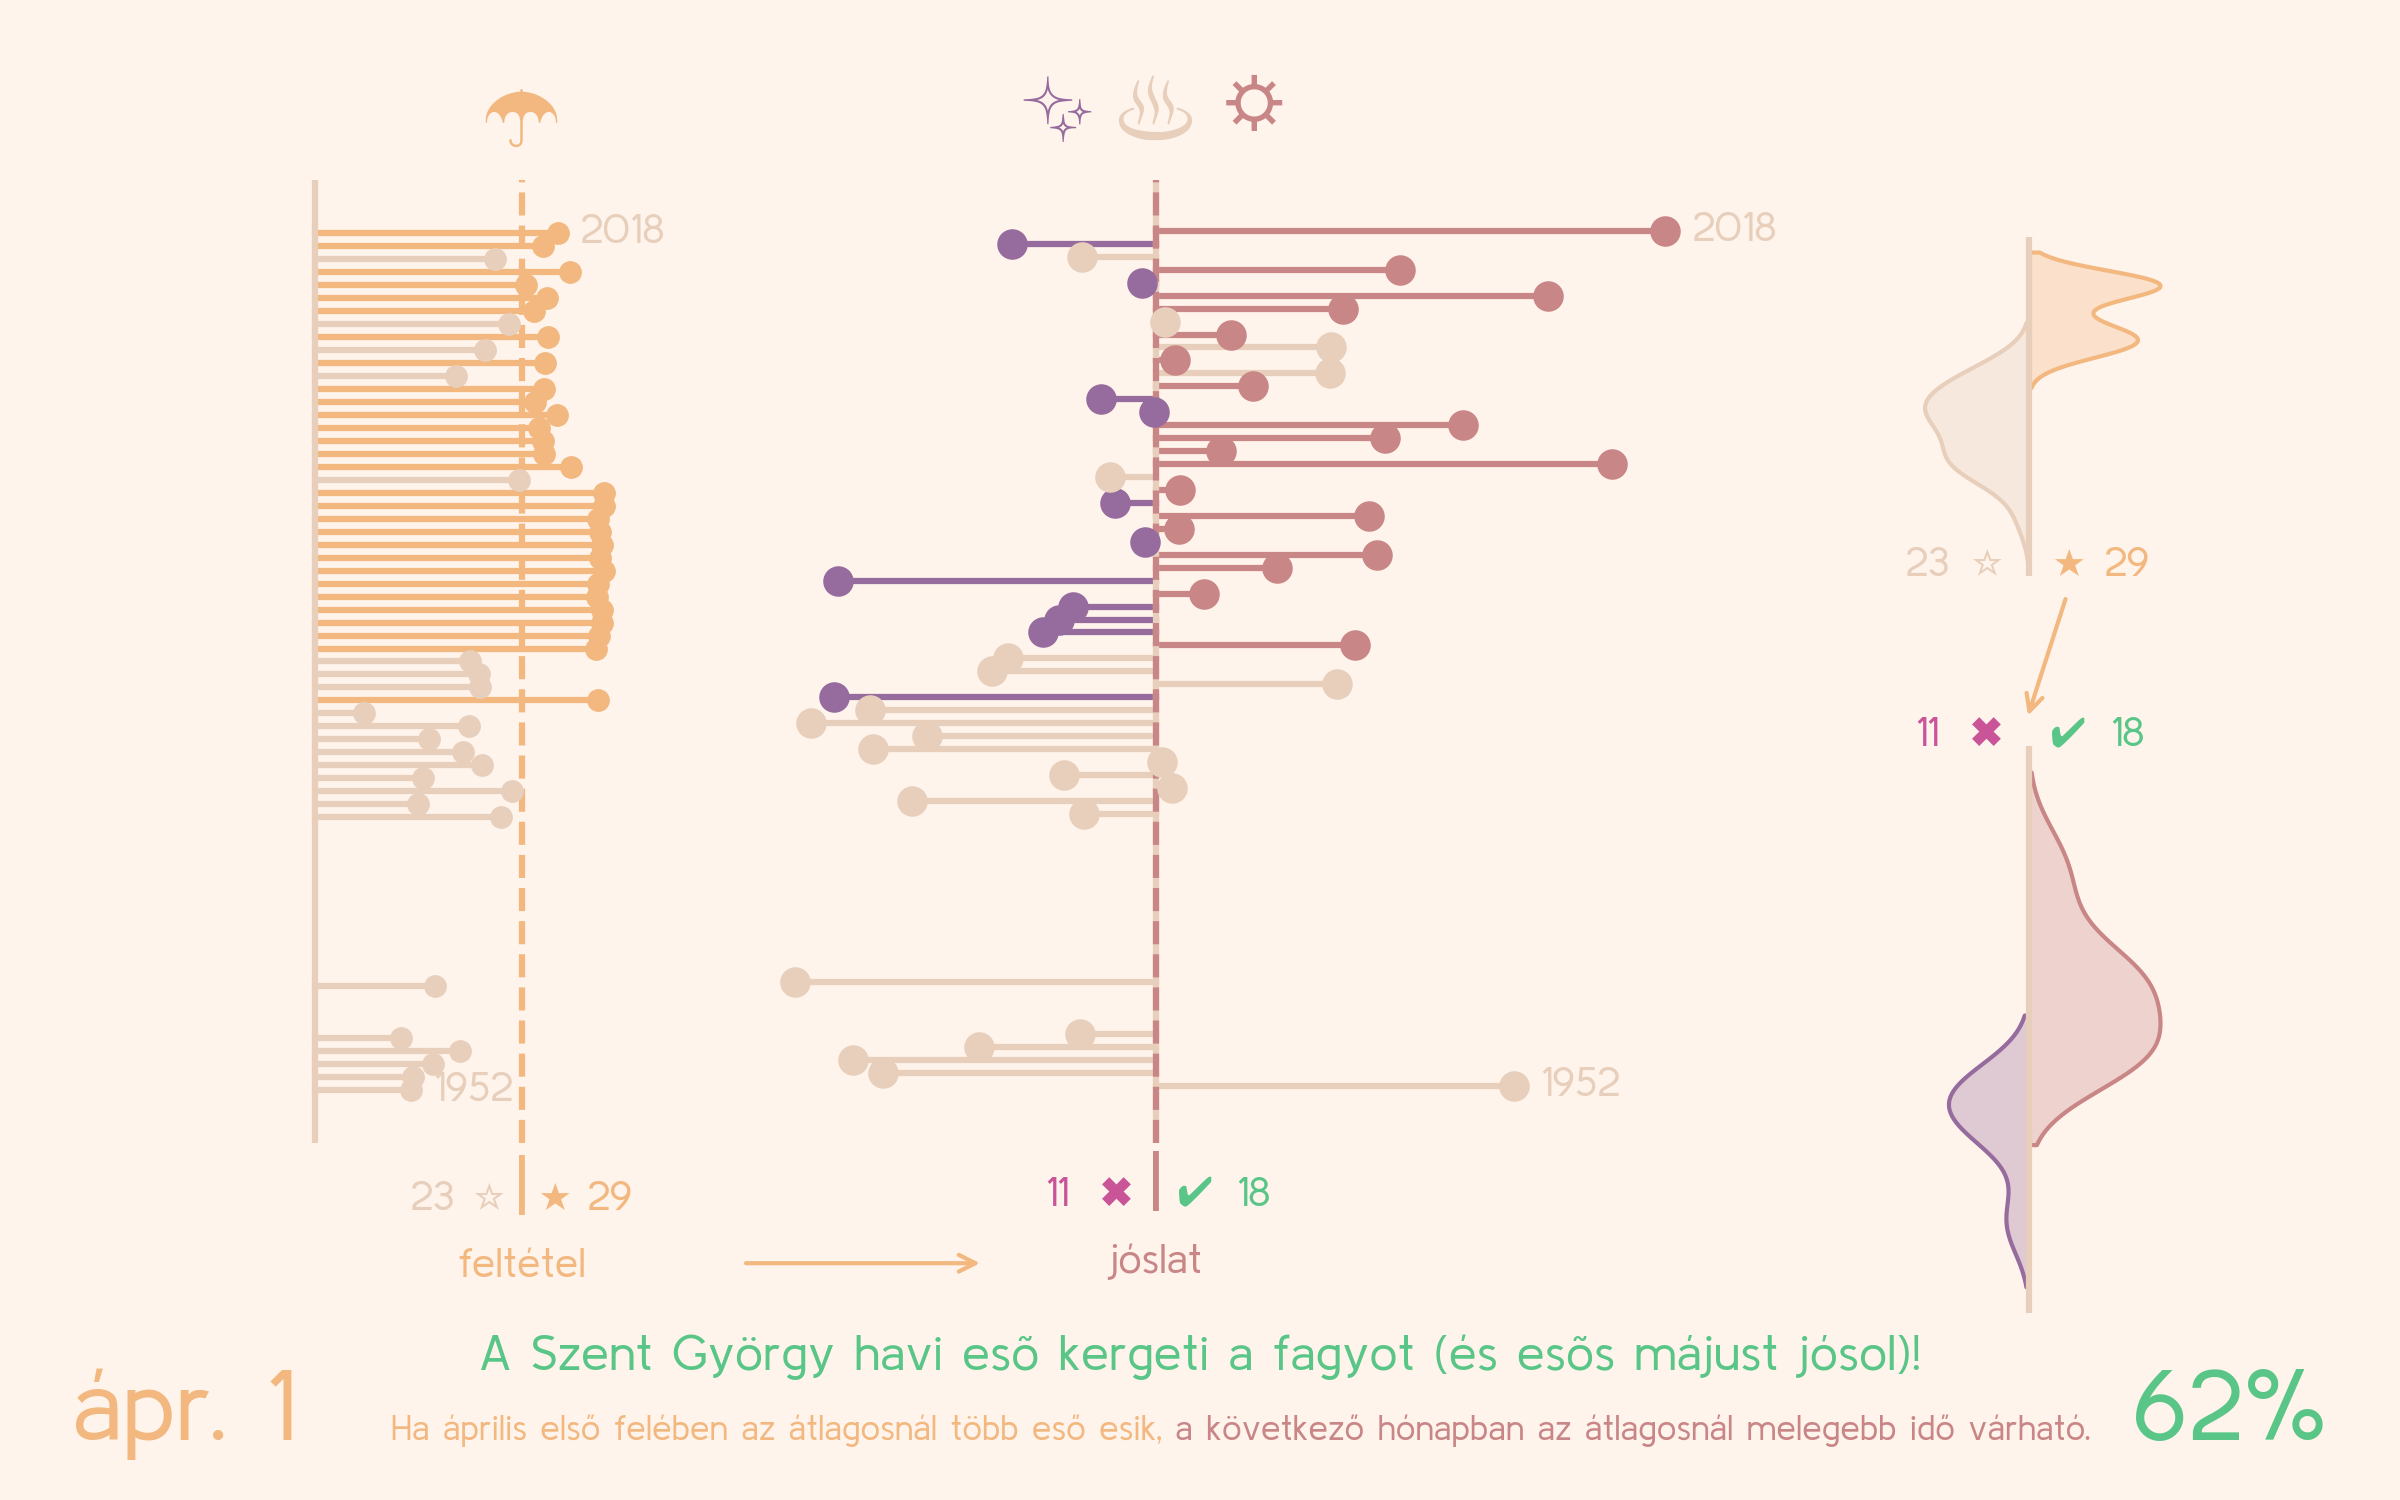 2018
2018
23 ☆ ★ 29
11 ✖ ✔ 18
1952
1952
23 ☆ ★ 29
11 ✖ ✔ 18
feltétel
jóslat
A Szent György havi esõ kergeti a fagyot (és esõs májust jósol)!
ápr. 1
Ha április első felében az átlagosnál több eső esik, a következő hónapban az átlagosnál melegebb idő várható.
62%